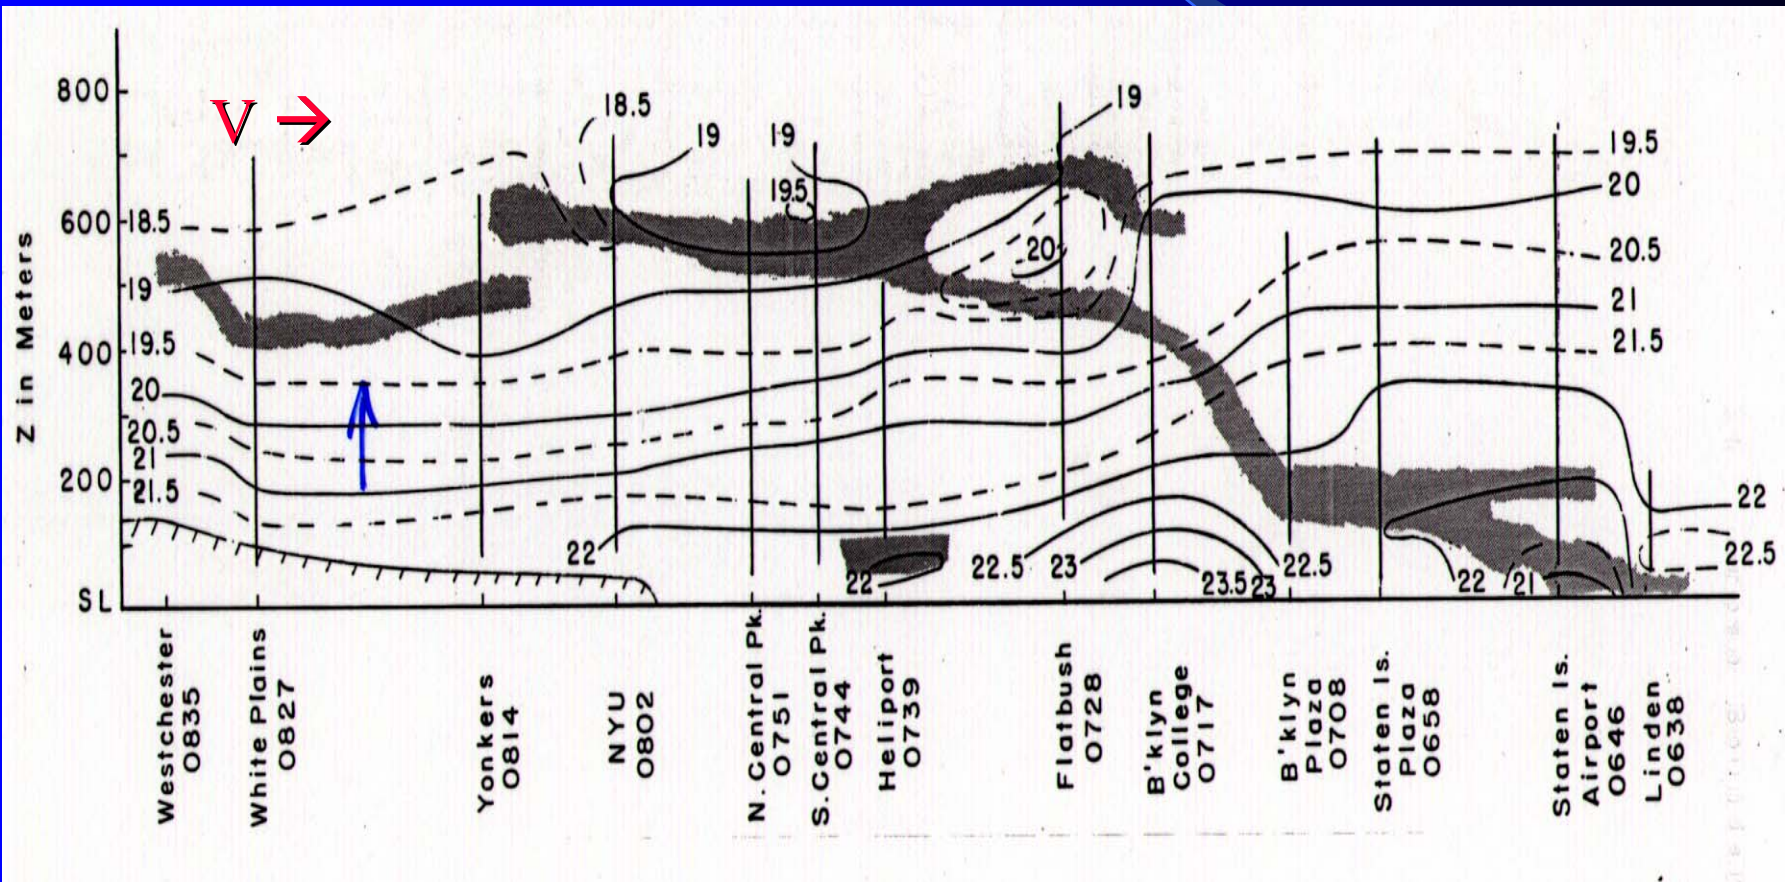 V →
Z in Meters
800
600
400
200
SL
18.5
19
19.5
20
20.5
21
21.5
18.5
19
19
19.5
19
20
19.5
20
20.5
21
21.5
22
22.5
22
22
22.5
23
23.5
23
22.5
22
21
Westchester
0835
White Plains
0827
Yonkers
0814
NYU
0802
N. Central Pk.
0751
S. Central Pk.
0744
Heliport
0739
Flatbush
0728
B'klyn
College
0717
B'klyn
Plaza
0708
Staten Is.
Plaza
0658
Staten Is.
Airport
0646
Linden
0638